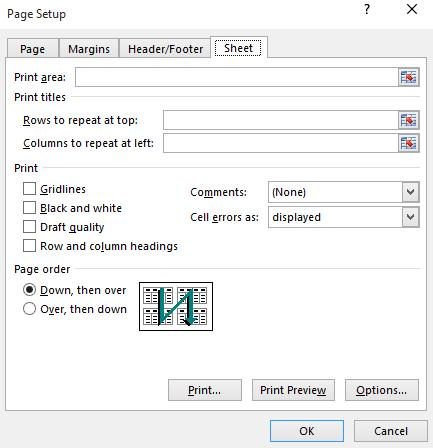 Page Setup ? ×
Page Margins Header/Footer Sheet
Print area:
Print titles
Rows to repeat at top:
Columns to repeat at left:
Print
Gridlines Comments: (None)
Black and white Cell errors as: displayed
Draft quality
Row and column headings
Page order
Down, then over
Over, then down
Print... Print Preview Options...
OK Cancel